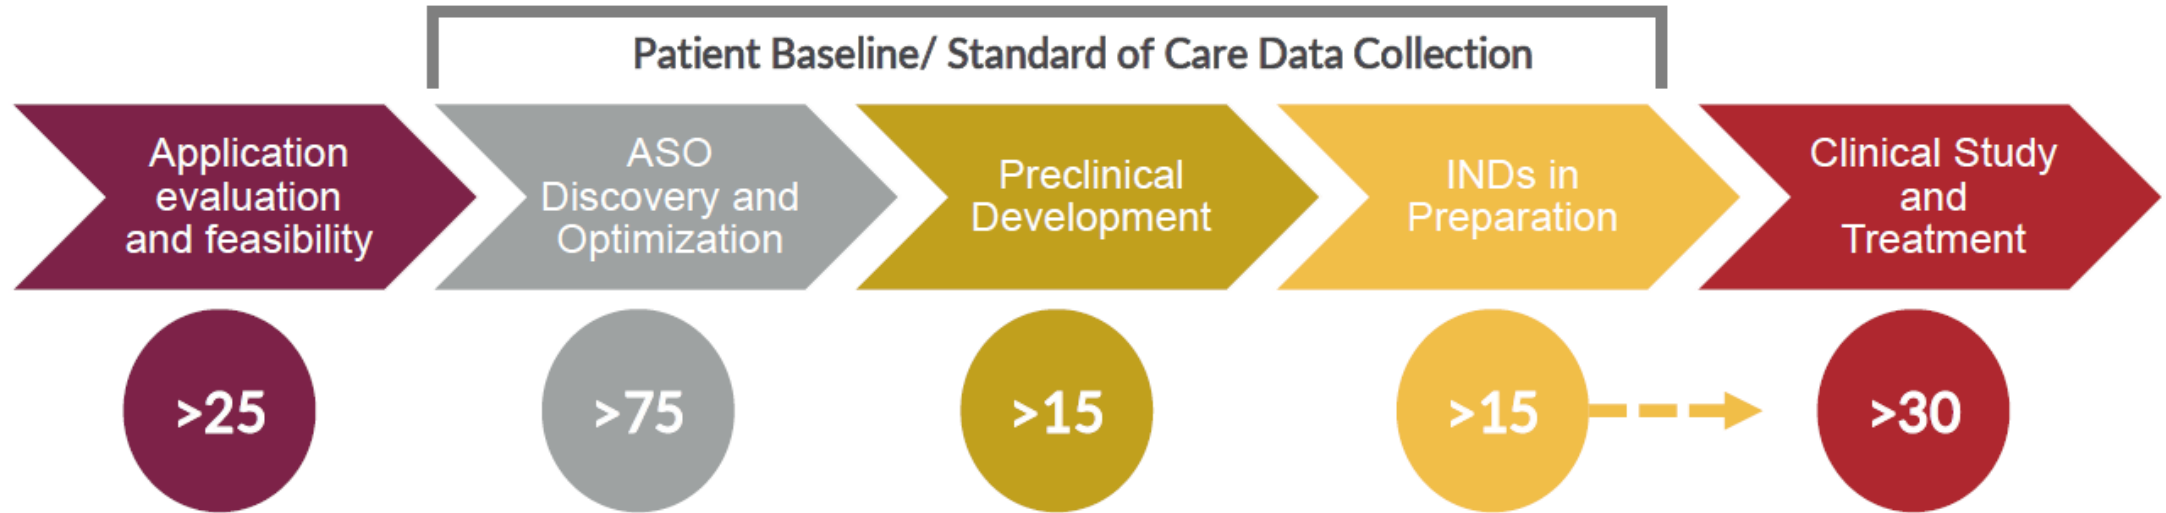 Patient Baseline/ Standard of Care Data Collection
Application
evaluation
and feasibility
ASO
Discovery and
Optimization
Preclinical
Development
INDs in
Preparation
Clinical Study
and
Treatment
>25
>75
>15
>15
>30